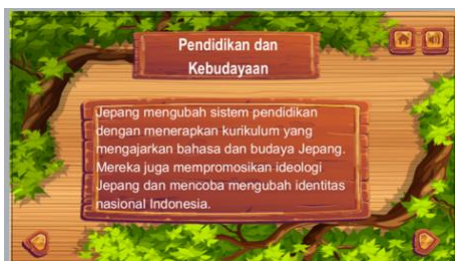 Pendidikan dan
Kebudayaan
Jepang mengubah sistem pendidikan
dengan menerapkan kurikulum yang
mengajarkan bahasa dan budaya Jepang.
Mereka juga mempromosikan ideologi
Jepang dan mencoba mengubah identitas
nasional Indonesia.